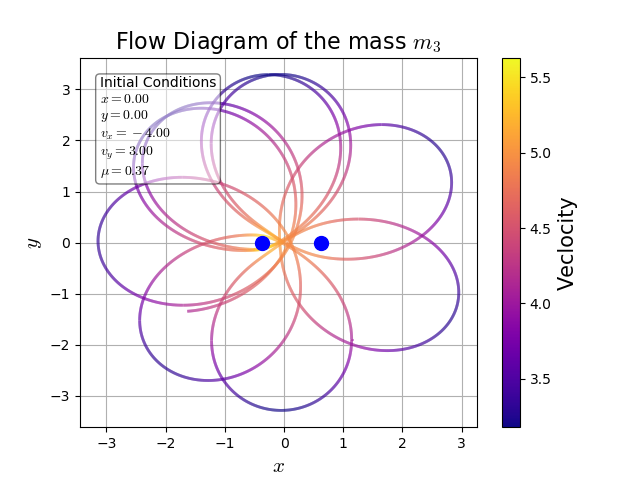 Flow Diagram of the mass m₃
Initial Conditions
x = 0.00
y = 0.00
vₓ = −4.00
v_y = 3.00
μ = 0.37
y
3
2
1
0
−1
−2
−3
−3 −2 −1 0 1 2 3
x
5.5
5.0
4.5
4.0
3.5
Veclocity